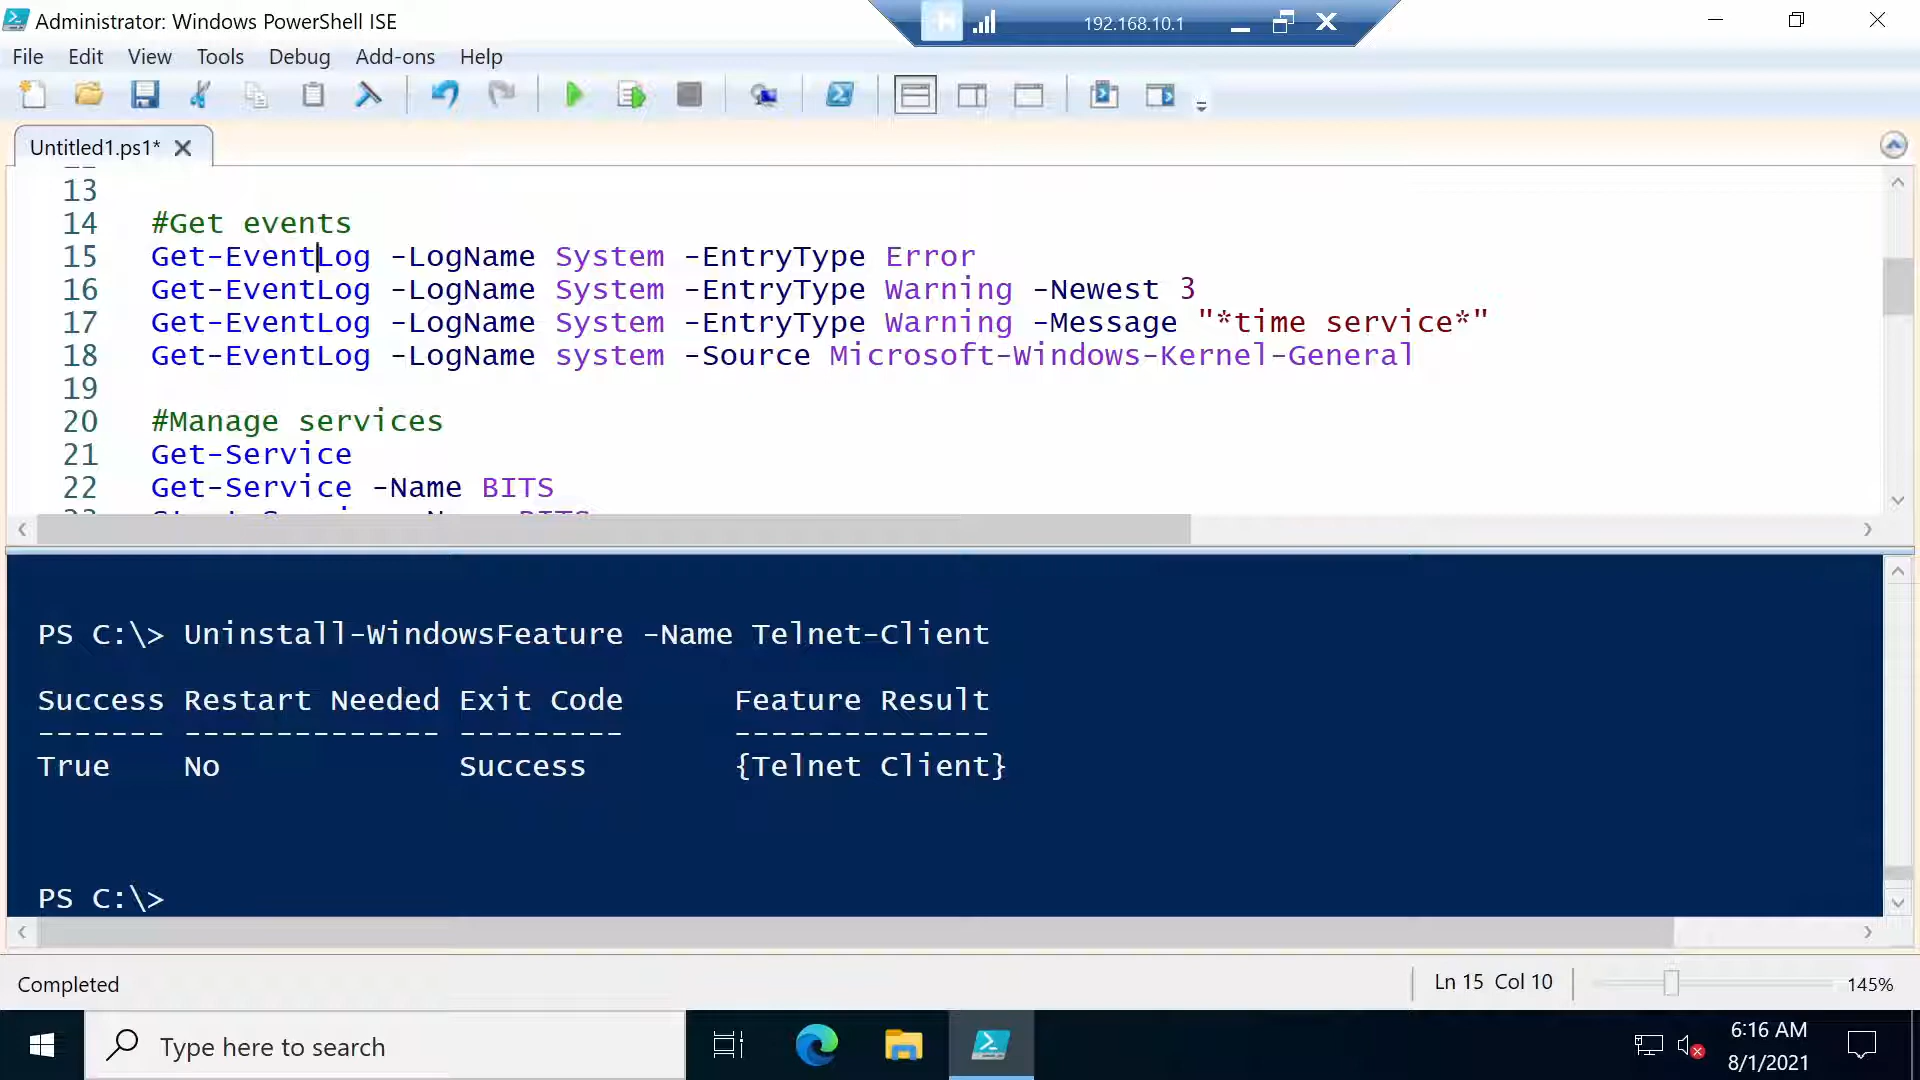 Administrator: Windows PowerShell ISE
192.168.10.1
File Edit View Tools Debug Add-ons Help
Untitled1.ps1*
13
14 #Get events
15 Get-EventLog -LogName System -EntryType Error
16 Get-EventLog -LogName System -EntryType Warning -Newest 3
17 Get-EventLog -LogName System -EntryType Warning -Message "*time service*"
18 Get-EventLog -LogName system -Source Microsoft-Windows-Kernel-General
19
20 #Manage services
21 Get-Service
22 Get-Service -Name BITS
PS C:\> Uninstall-WindowsFeature -Name Telnet-Client
Success Restart Needed Exit Code Feature Result
------- -------------- --------- --------------
True No Success {Telnet Client}
PS C:\>
Completed
Ln 15 Col 10
145%
Type here to search
6:16 AM
8/1/2021